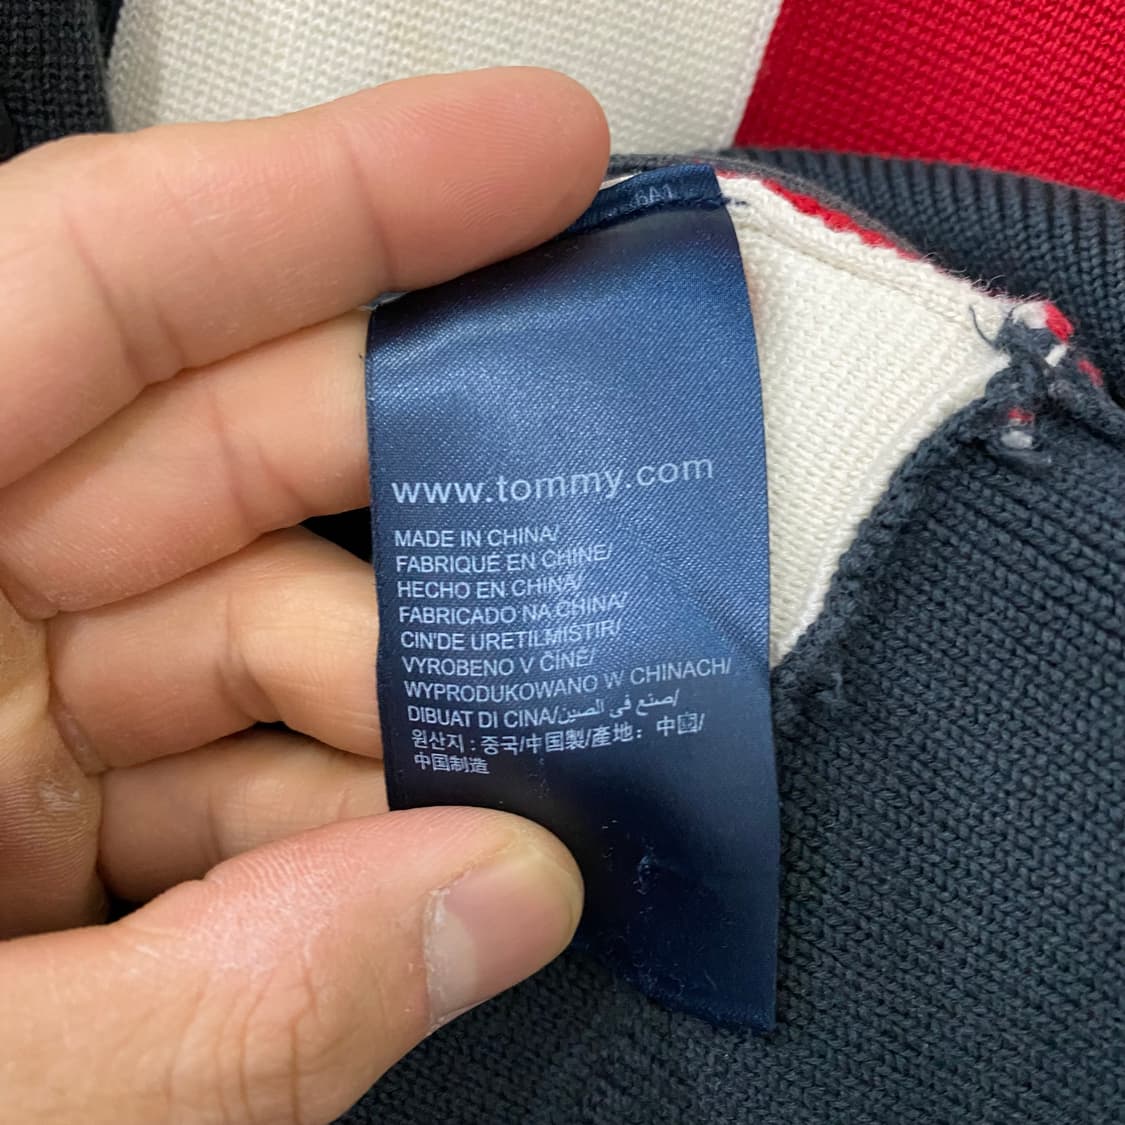 6A1
www.tommy.com
MADE IN CHINA/
FABRIQUÉ EN CHINE/
HECHO EN CHINA/
FABRICADO NA CHINA/
CIN'DE URETILMISTIR/
VYROBENO V ČÍNĚ/
WYPRODUKOWANO W CHINACH/
DIBUAT DI CINA/صنع في الصين/
원산지 : 중국/中国製/產地：中国/
中国制造